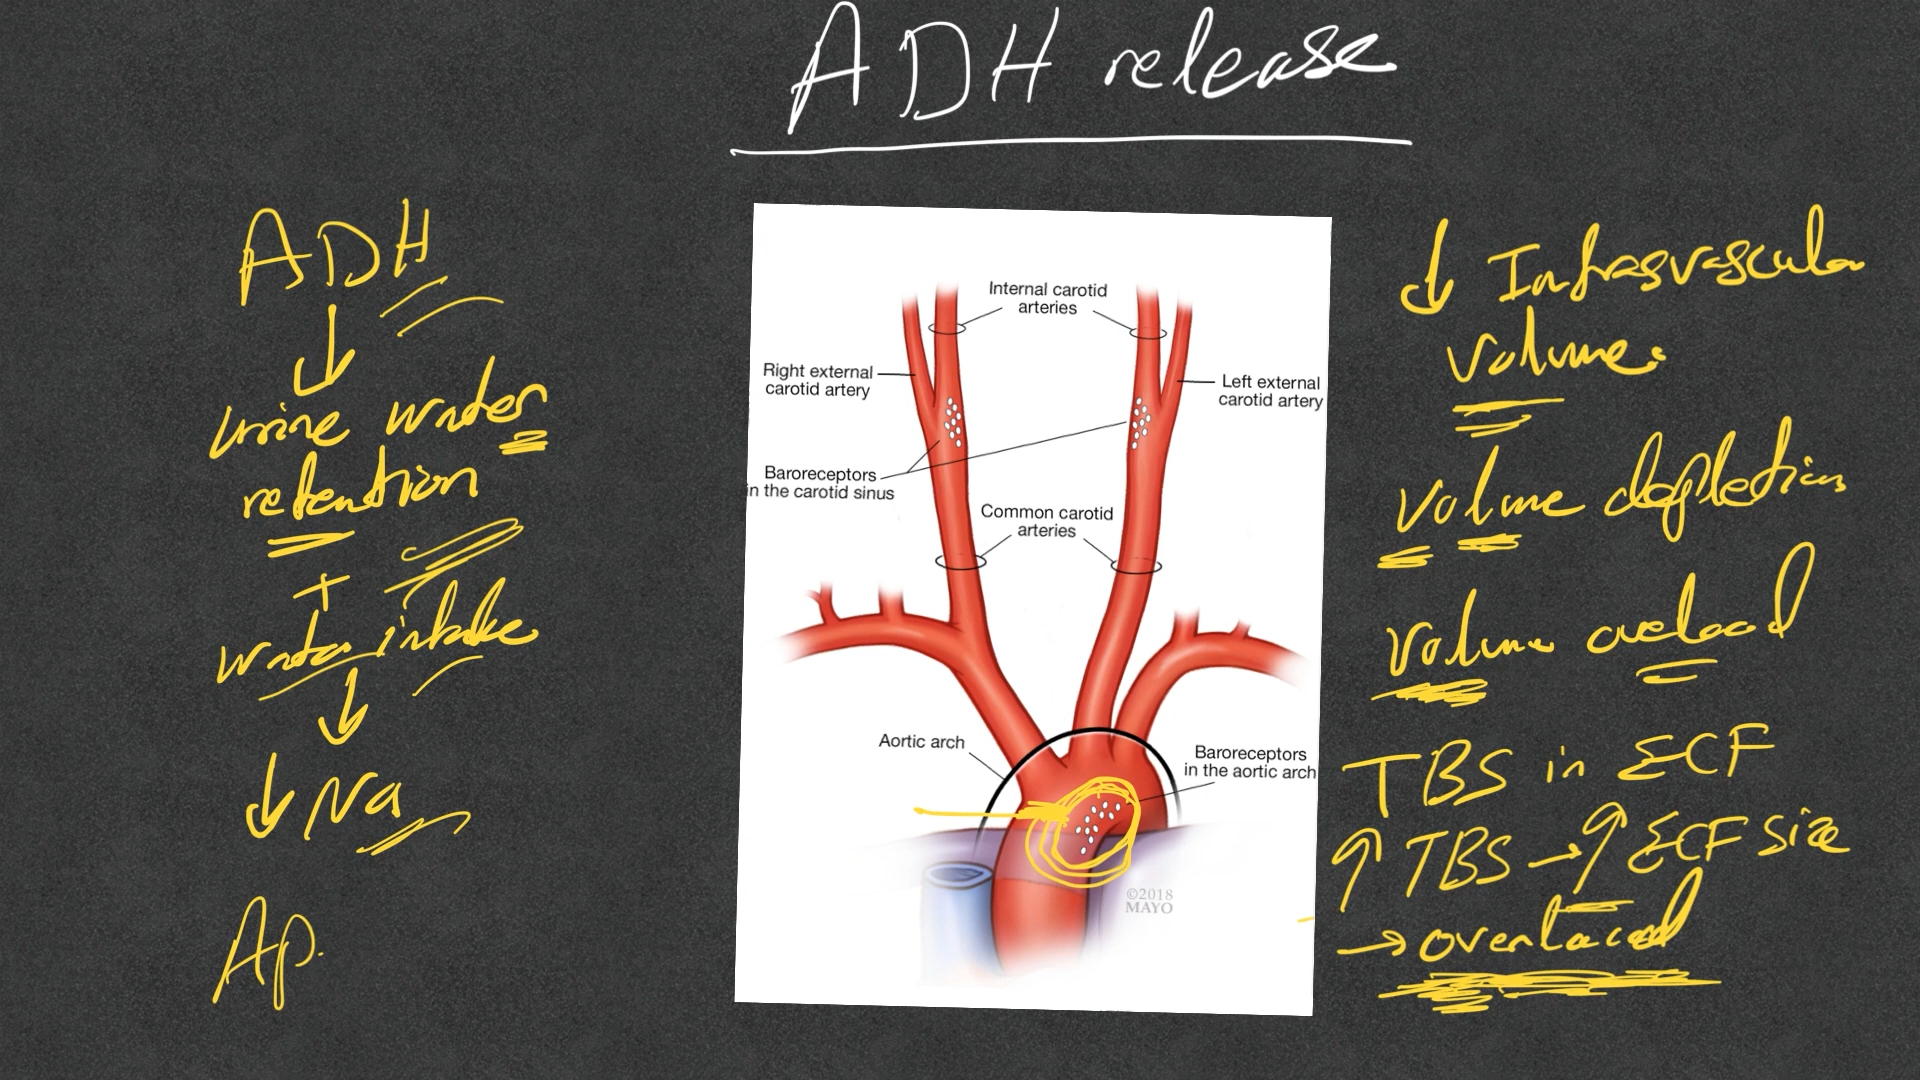 ADH release
ADH
↓
urine water
retention
+
water intake
↓
↓ Na
Ap.
Internal carotid
arteries
Right external
carotid artery
Left external
carotid artery
Baroreceptors
in the carotid sinus
Common carotid
arteries
Aortic arch
Baroreceptors
in the aortic arch
©2018
MAYO
↓ Intrasvascular
volume.
volume depletion
volume overload
TBS in ECF
↑ TBS → ↑ ECF size
→ overload